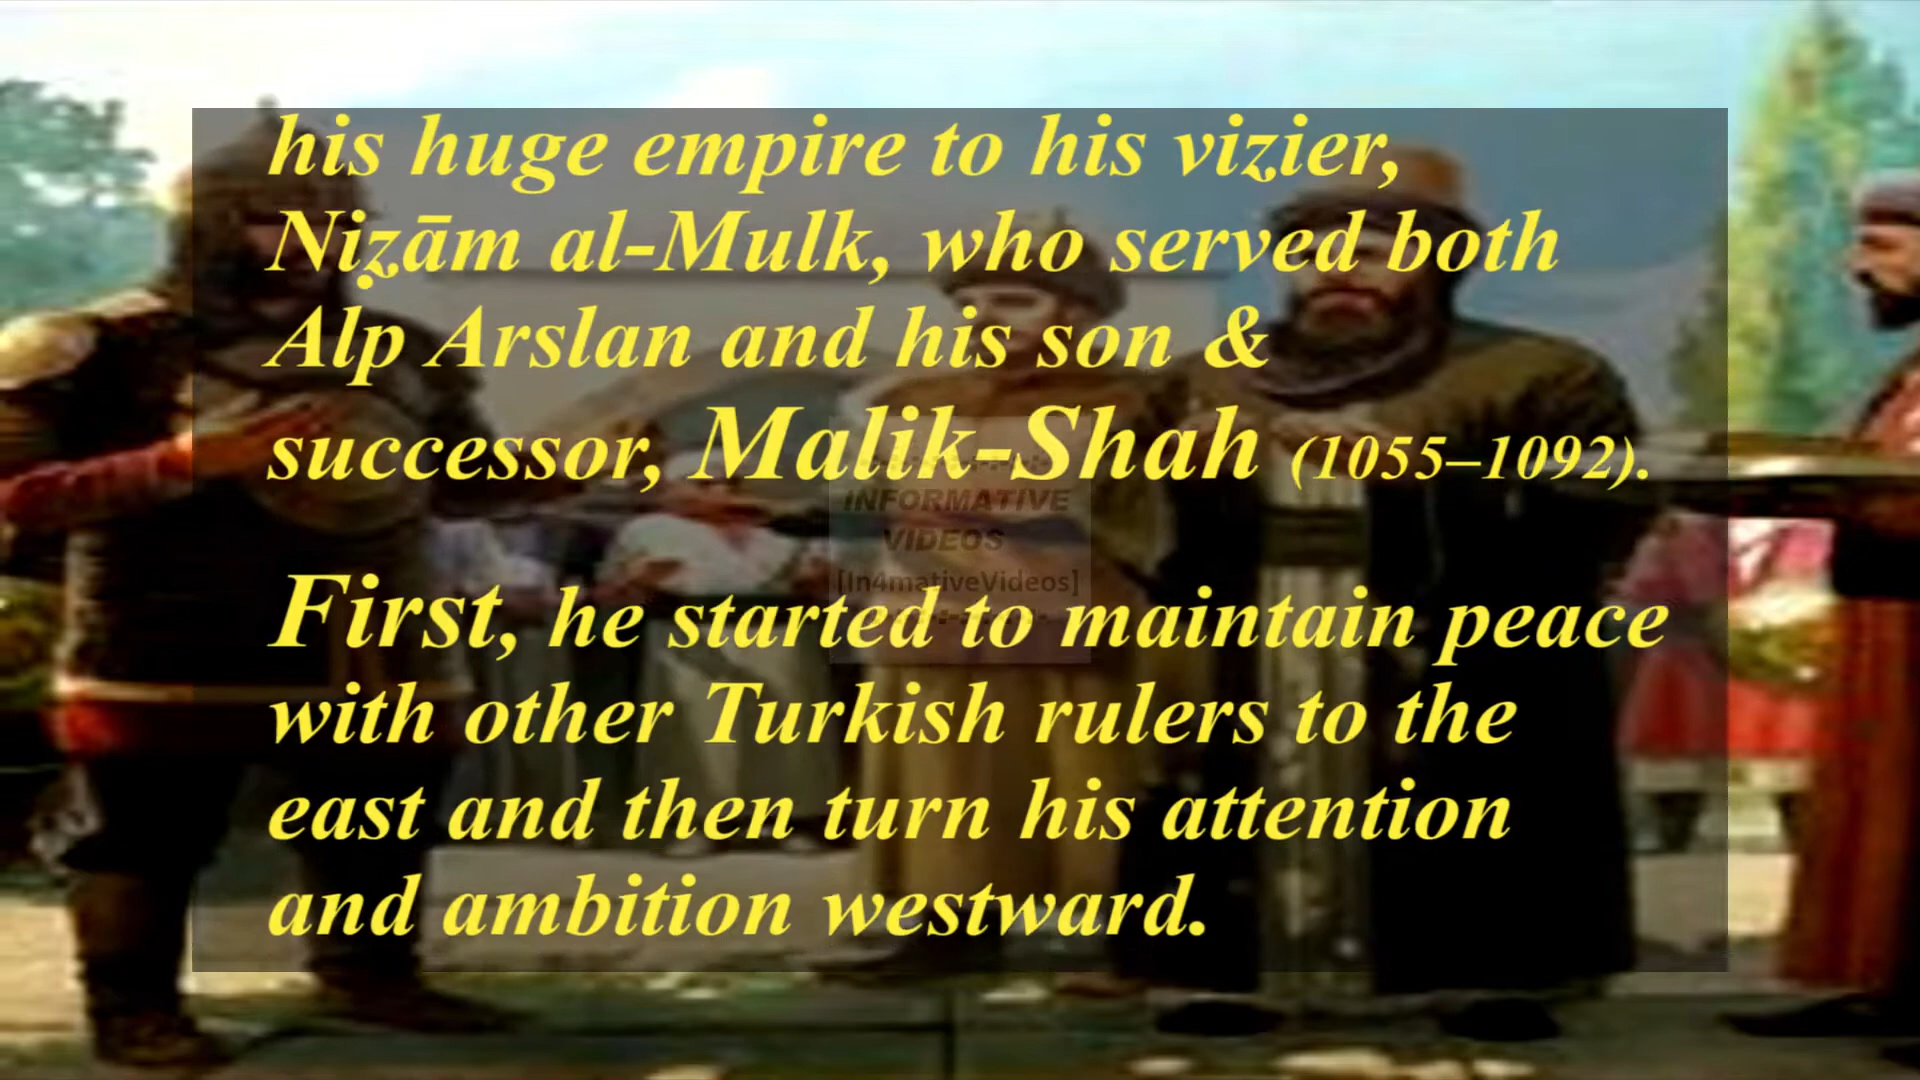 his huge empire to his vizier,
Niẓām al-Mulk, who served both
Alp Arslan and his son &
successor, Malik-Shah (1055–1092).
INFORMATIVE
VIDEOS
[In4mativeVideos]
First, he started to maintain peace
with other Turkish rulers to the
east and then turn his attention
and ambition westward.